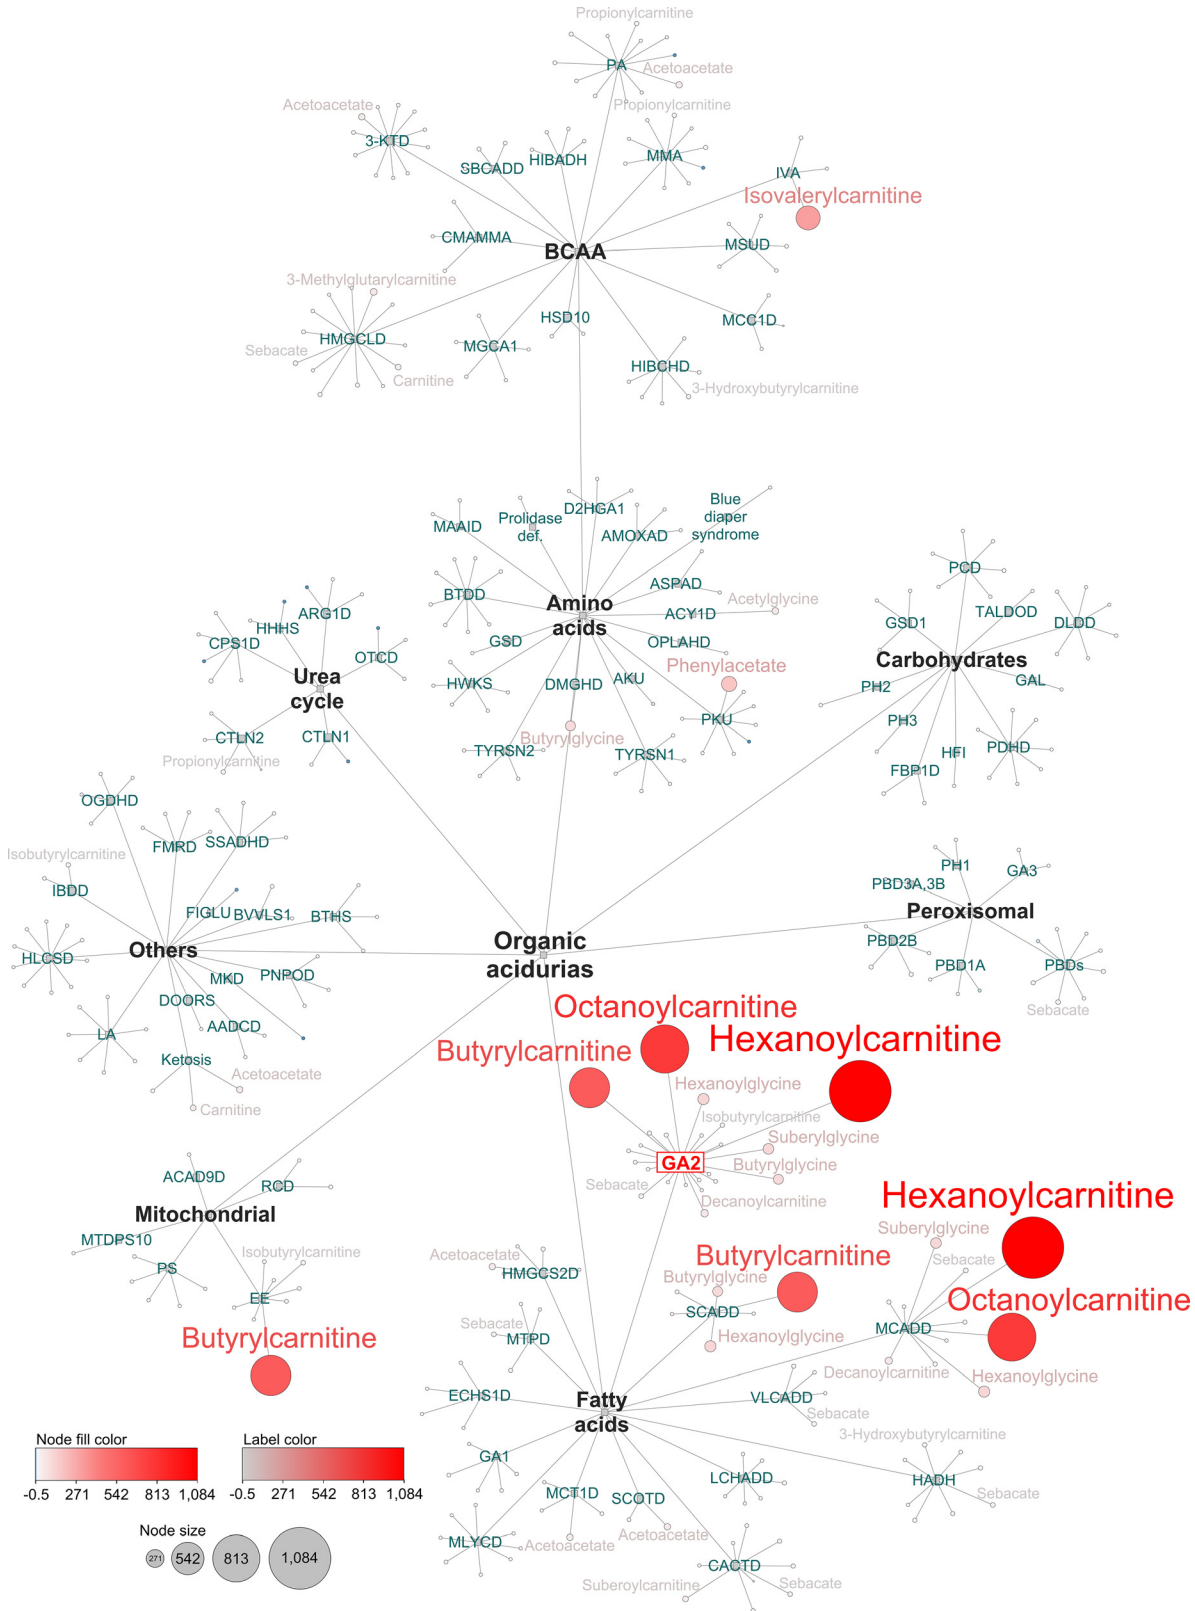 Propionylcarnitine
PA
Acetoacetate
Propionylcarnitine
Acetoacetate
3-KTD
SBCADD
HIBADH
MMA
IVA
Isovalerylcarnitine
CMAMMA
BCAA
MSUD
3-Methylglutarylcarnitine
HSD10
MCC1D
HMGCLD
Sebacate
MGCA1
HIBCHD
Carnitine
3-Hydroxybutyrylcarnitine
MAAID
Prolidase
def.
D2HGA1
AMOXAD
Blue
diaper
syndrome
BTDD
ASPAD
Amino
acids
ACY1D
Acetylglycine
GSD
OPLAHD
Phenylacetate
HWKS
DMGHD
AKU
PKU
Butyrylglycine
TYRSN2
TYRSN1
PCD
TALDOD
GSD1
DLDD
Carbohydrates
PH2
GAL
PH3
HFI
PDHD
FBP1D
ARG1D
HHHS
CPS1D
OTCD
Urea
cycle
CTLN2
CTLN1
Propionylcarnitine
OGDHD
FMRD
SSADHD
Isobutyrylcarnitine
IBDD
FIGLU
BVVLS1
BTHS
HLCSD
Others
MKD
PNPOD
DOORS
LA
AADCD
Ketosis
Acetoacetate
Carnitine
Organic
acidurias
PH1
GA3
PBD3A,3B
Peroxisomal
PBD2B
PBD1A
PBDs
Sebacate
Octanoylcarnitine
Butyrylcarnitine
Hexanoylcarnitine
Hexanoylglycine
Isobutyrylcarnitine
Suberylglycine
GA2
Butyrylglycine
Sebacate
Decanoylcarnitine
ACAD9D
RCD
Mitochondrial
MTDPS10
PS
Isobutyrylcarnitine
EE
Butyrylcarnitine
Hexanoylcarnitine
Suberylglycine
Sebacate
Octanoylcarnitine
MCADD
Decanoylcarnitine
Hexanoylglycine
Acetoacetate
HMGCS2D
Butyrylcarnitine
Butyrylglycine
SCADD
Hexanoylglycine
Sebacate
MTPD
ECHS1D
Fatty
acids
VLCADD
Sebacate
3-Hydroxybutyrylcarnitine
HADH
Sebacate
GA1
MCT1D
SCOTD
LCHADD
MLYCD
Acetoacetate
Acetoacetate
CACTD
Suberoylcarnitine
Sebacate
Node fill color
-0.5 271 542 813 1,084
Label color
-0.5 271 542 813 1,084
Node size
271 542 813 1,084